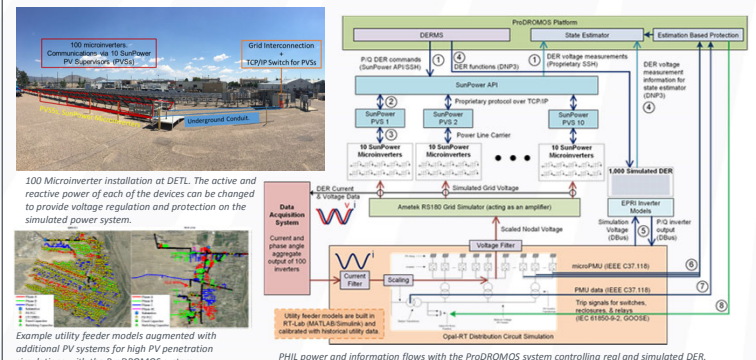 100 microinverters.
Communications via 10 SunPower
PV Supervisors (PVSs)
Grid Interconnection
+
TCP/IP Switch for PVSs
Underground Conduit.
100 Microinverter installation at DETL. The active and
reactive power of each of the devices can be changed
to provide voltage regulation and protection on the
simulated power system.
Example utility feeder models augmented with
additional PV systems for high PV penetration
ProDROMOS Platform
DERMS
State Estimator
Estimation Based Protection
P/Q DER commands
(SunPower API/SSH)
1
4
DER functions (DNP3)
1
DER voltage measurements
(Proprietary SSH)
DER voltage
measurement
information for
state estimator
(DNP3)
4
SunPower API
2
Proprietary protocol over TCP/IP
SunPower
PVS 1
SunPower
PVS 2
SunPower
PVS 10
3
Power Line Carrier
10 SunPower
Microinverters
10 SunPower
Microinverters
10 SunPower
Microinverters
1,000 Simulated DER
EPRI Inverter
Models
Simulated Grid Voltage
DER Current
& Voltage Data
V i
Ametek RS180 Grid Simulator (acting as an amplifier)
Data
Acquisition
System
Current and
phase angle
aggregate
output of 100
inverters
Scaled Nodal Voltage
Voltage Filter
Simulation
Voltage
(DBus)
5
P/Q inverter
output
(DBus)
i
Current
Filter
Scaling
microPMU (IEEE C37.118)
6
PMU data (IEEE C37.118)
7
Trip signals for switches,
reclosures, & relays
(IEC 61850-9-2, GOOSE)
8
Utility feeder models are built in
RT-Lab (MATLAB/Simulink) and
calibrated with historical utility data.
Opal-RT Distribution Circuit Simulation
PHIL power and information flows with the ProDROMOS system controlling real and simulated DER.